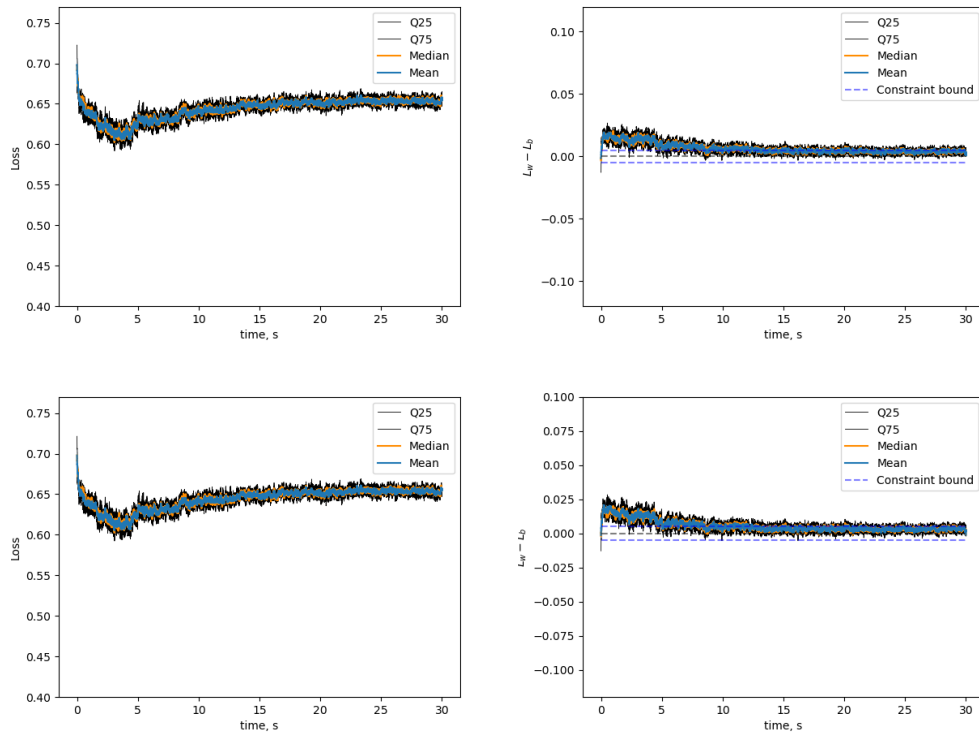 0.75
0.70
0.65
0.60
0.55
0.50
0.45
0.40
Loss
0 5 10 15 20 25 30
time, s
Q25
Q75
Median
Mean
0.10
0.05
0.00
−0.05
−0.10
L_w − L_b
0 5 10 15 20 25 30
time, s
Q25
Q75
Median
Mean
Constraint bound
0.75
0.70
0.65
0.60
0.55
0.50
0.45
0.40
Loss
0 5 10 15 20 25 30
time, s
Q25
Q75
Median
Mean
0.100
0.075
0.050
0.025
0.000
−0.025
−0.050
−0.075
−0.100
L_w − L_b
0 5 10 15 20 25 30
time, s
Q25
Q75
Median
Mean
Constraint bound